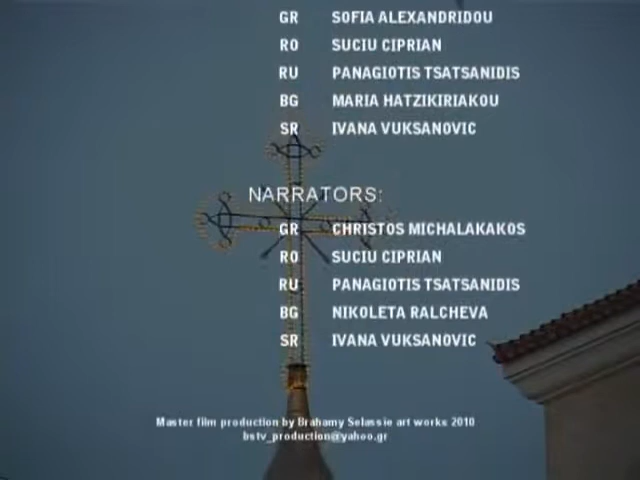 GR SOFIA ALEXANDRIDOU
RO SUCIU CIPRIAN
RU PANAGIOTIS TSATSANIDIS
BG MARIA HATZIKIRIAKOU
SR IVANA VUKSANOVIC
NARRATORS:
GR CHRISTOS MICHALAKAKOS
RO SUCIU CIPRIAN
RU PANAGIOTIS TSATSANIDIS
BG NIKOLETA RALCHEVA
SR IVANA VUKSANOVIC
Master film production by Brahamy Selassie art works 2010
bstv_production@yahoo.gr